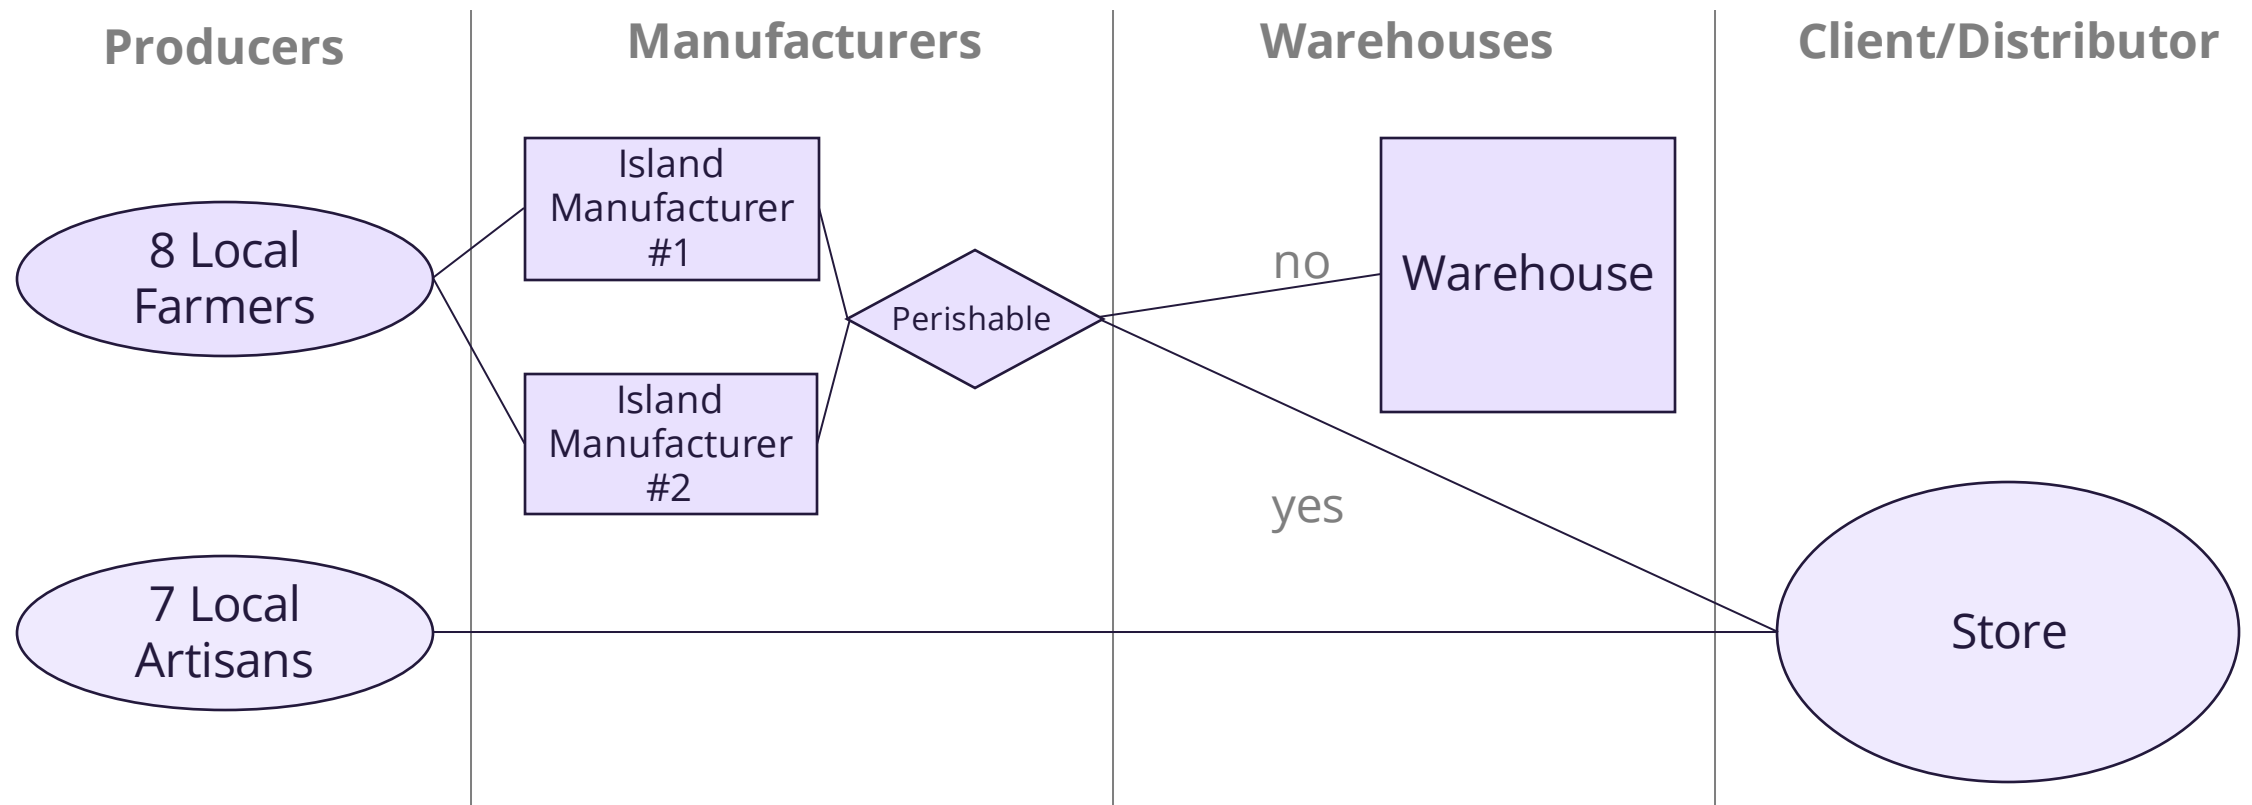 Producers
Manufacturers
Warehouses
Client/Distributor
8 Local
Farmers
Island
Manufacturer
#1
Island
Manufacturer
#2
Perishable
no
Warehouse
yes
7 Local
Artisans
Store